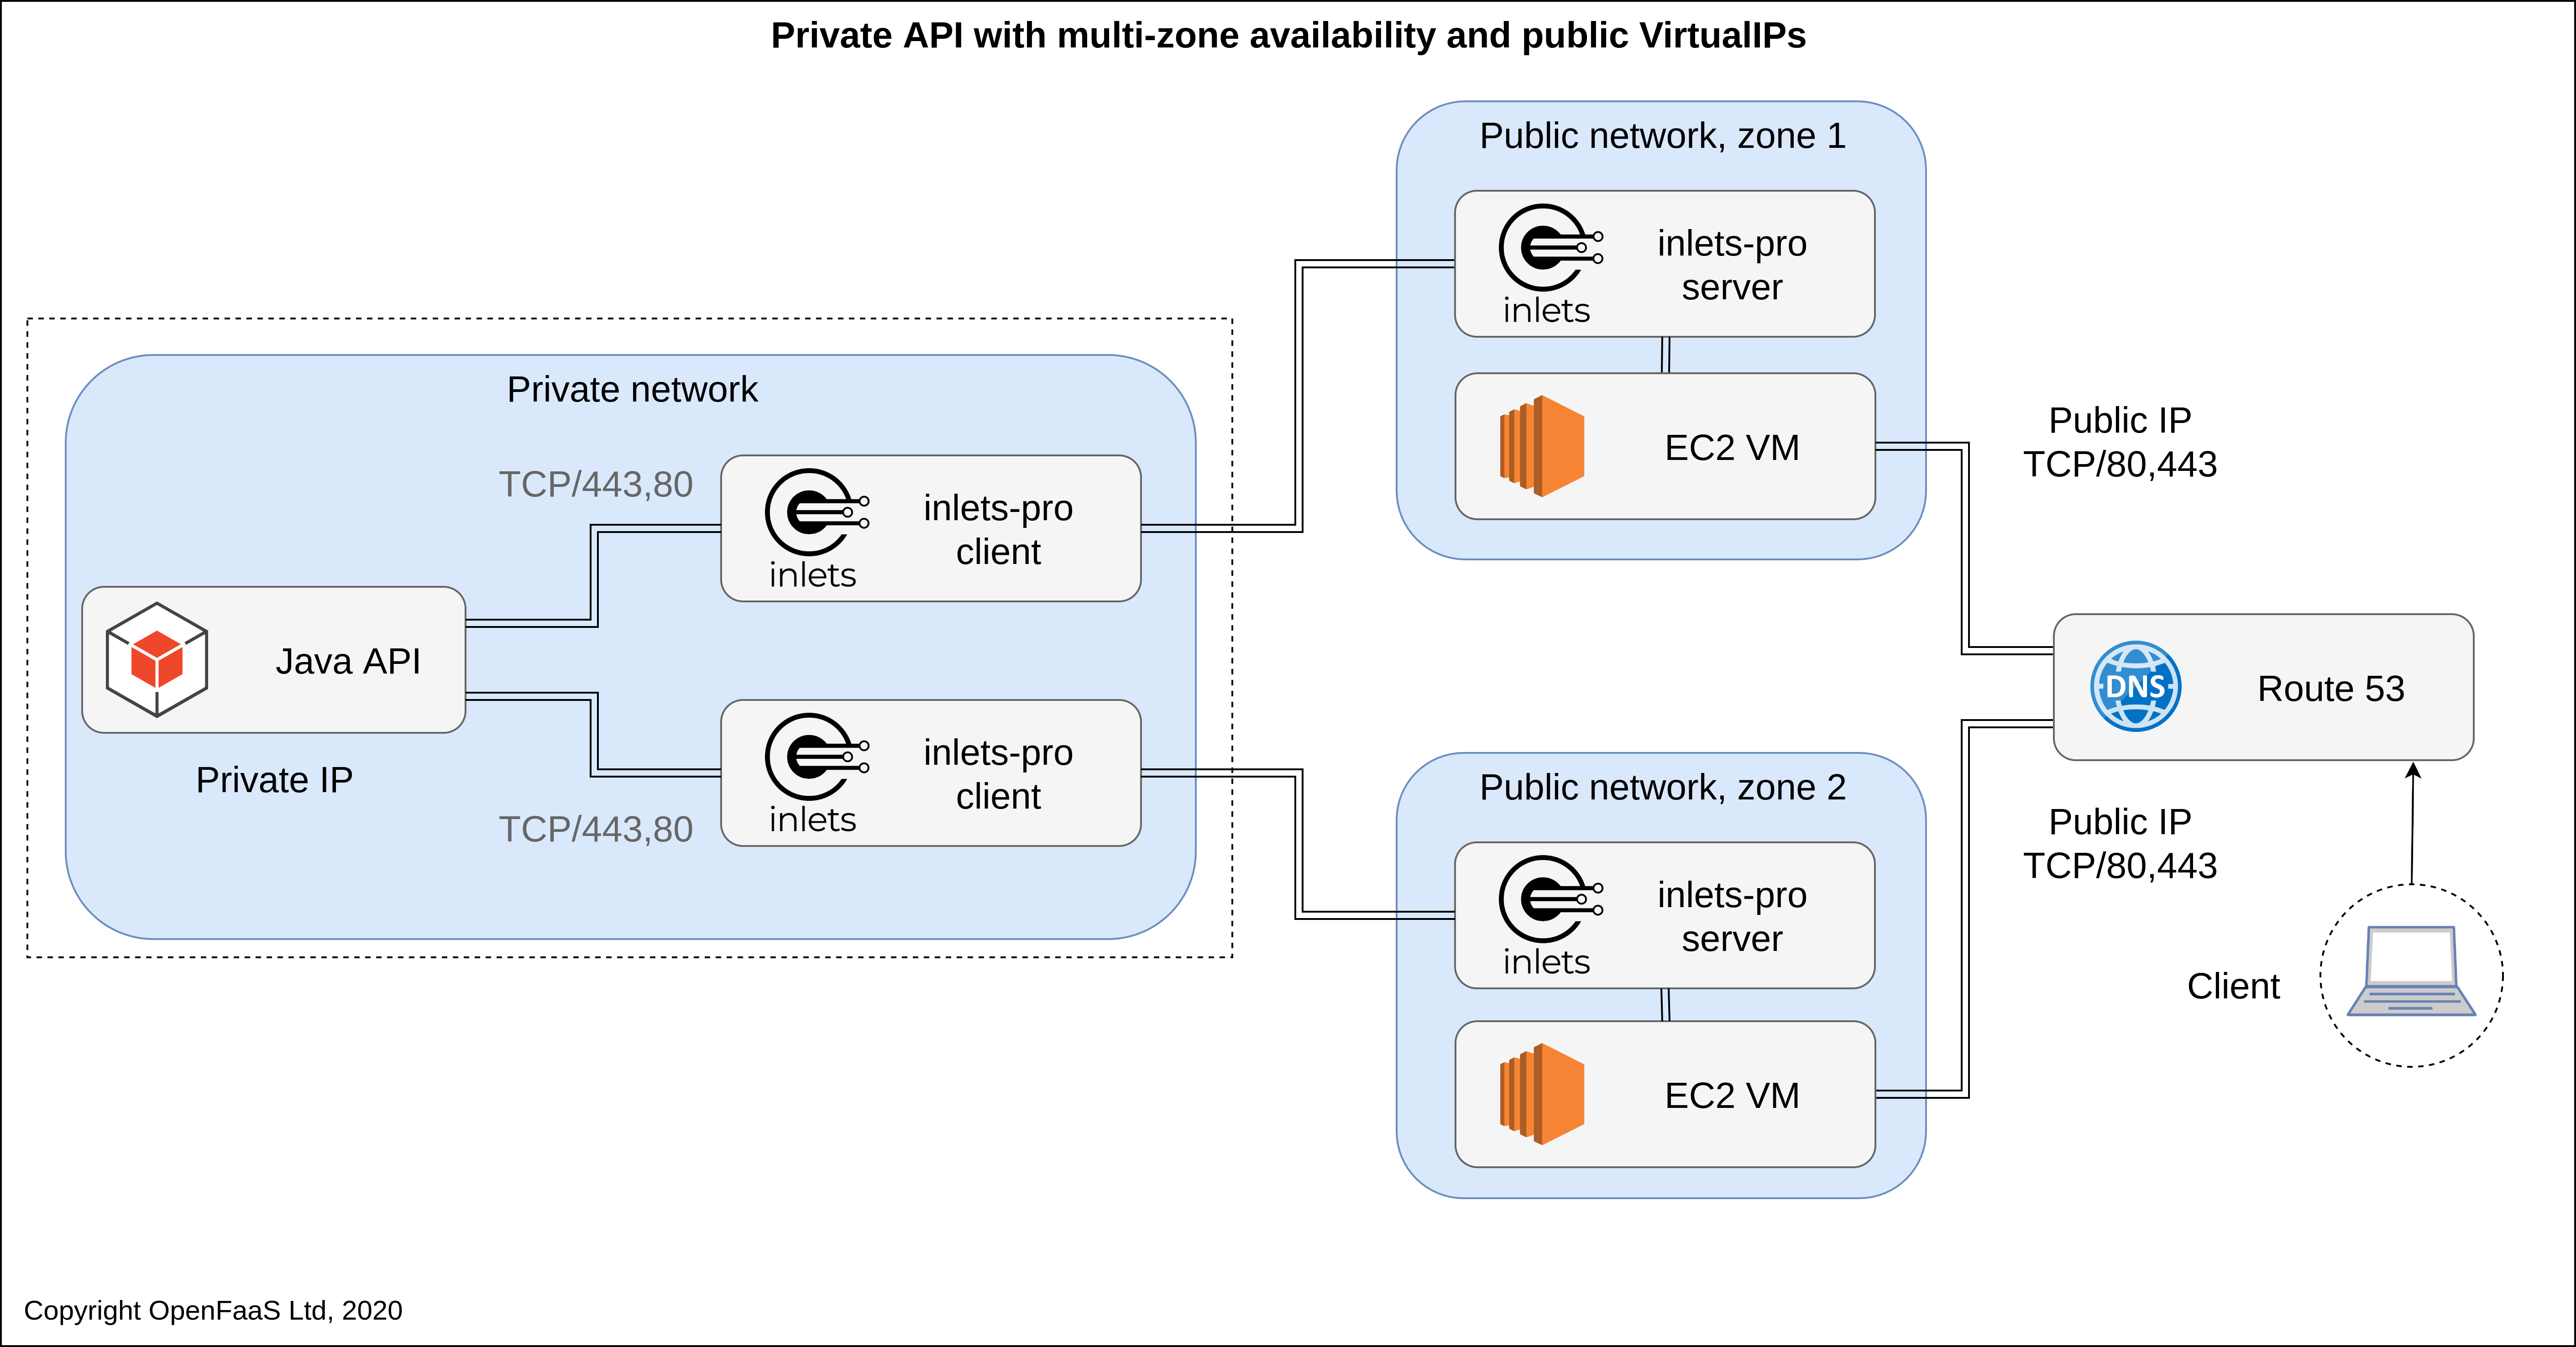 Private API with multi-zone availability and public VirtualIPs
Public network, zone 1
inlets-pro
server
inlets
EC2 VM
Public IP
TCP/80,443
Private network
TCP/443,80
inlets-pro
client
inlets
Java API
Private IP
TCP/443,80
inlets-pro
client
inlets
Public network, zone 2
inlets-pro
server
inlets
EC2 VM
DNS
Route 53
Public IP
TCP/80,443
Client
Copyright OpenFaaS Ltd, 2020